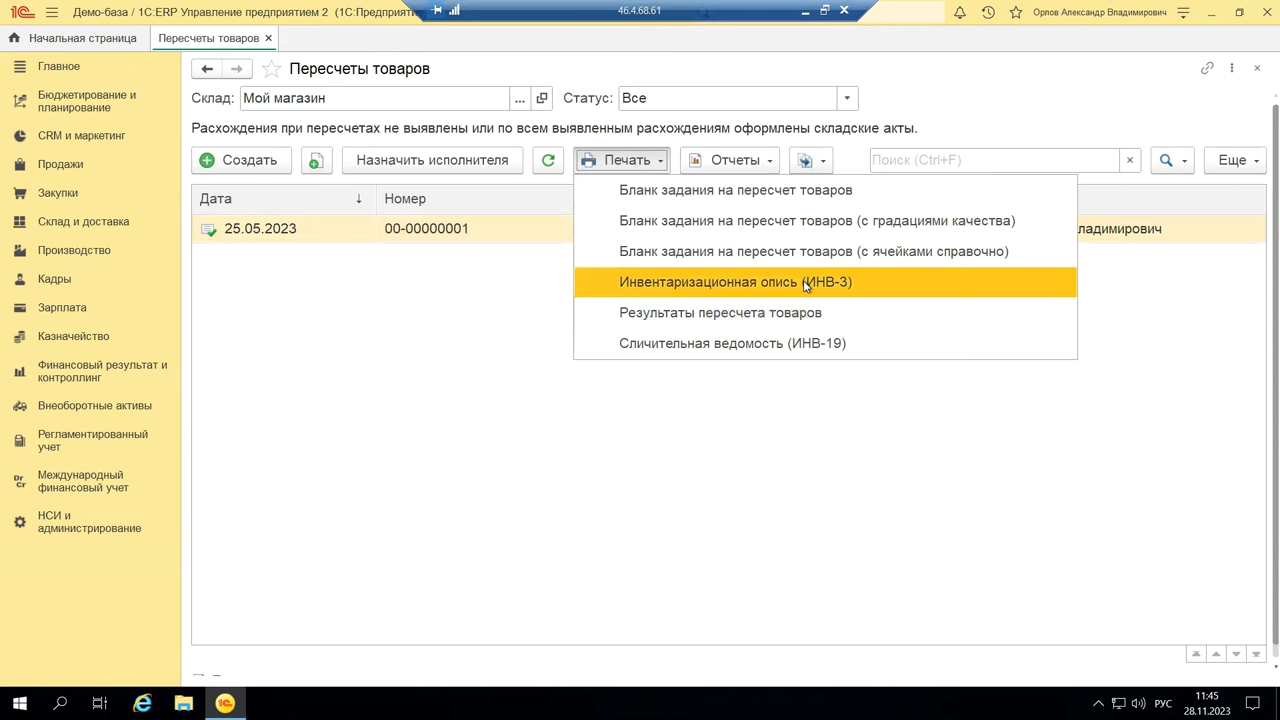 Демо-база / 1С:ERP Управление предприятием 2 (1С:Предприяти
46.4.68.61
Орлов Александр Владимирович
Начальная страница
Пересчеты товаров ×
Главное
Бюджетирование и
планирование
CRM и маркетинг
Продажи
Закупки
Склад и доставка
Производство
Кадры
Зарплата
Казначейство
Финансовый результат и
контроллинг
Внеоборотные активы
Регламентированный
учет
Международный
финансовый учет
НСИ и
администрирование
Пересчеты товаров
Склад: Мой магазин ... Статус: Все
Расхождения при пересчетах не выявлены или по всем выявленным расхождениям оформлены складские акты.
Создать Назначить исполнителя Печать Отчеты Поиск (Ctrl+F) × Еще
Дата ↓ Номер
25.05.2023 00-00000001 ладимирович
Бланк задания на пересчет товаров
Бланк задания на пересчет товаров (с градациями качества)
Бланк задания на пересчет товаров (с ячейками справочно)
Инвентаризационная опись (ИНВ-3)
Результаты пересчета товаров
Сличительная ведомость (ИНВ-19)
РУС
11:45
28.11.2023